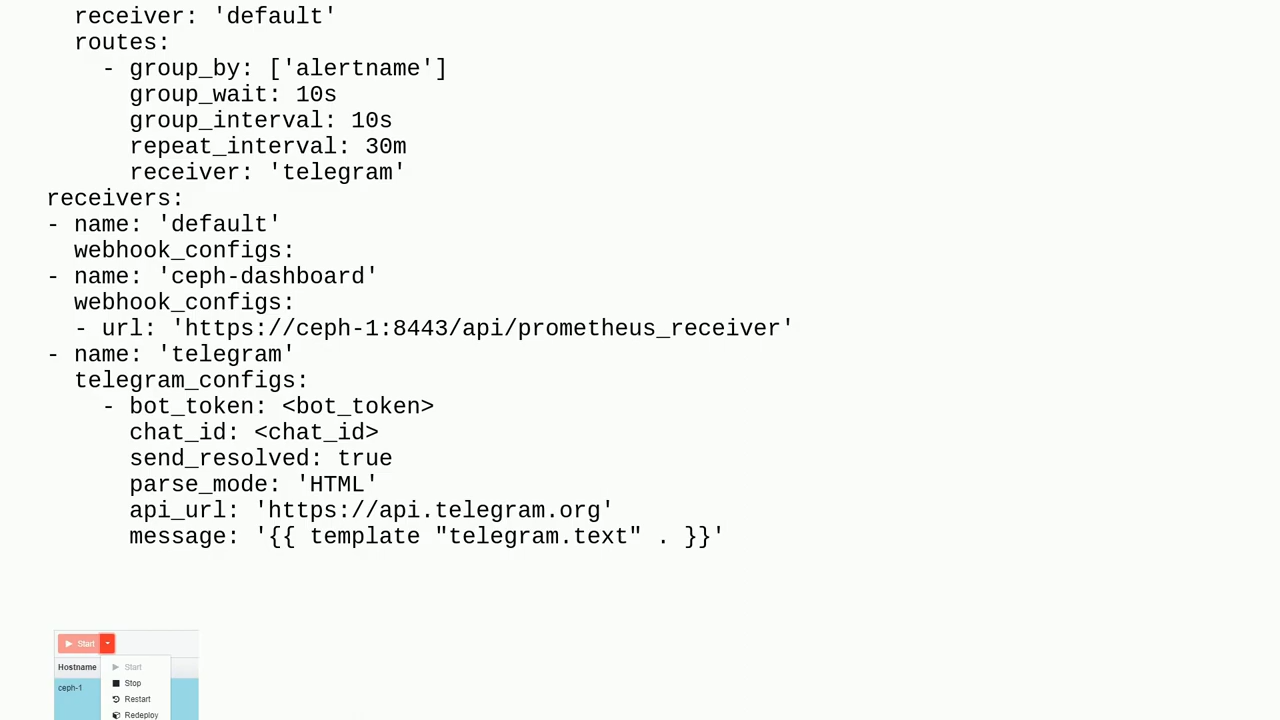 receiver: 'default'
routes:
- group_by: ['alertname']
group_wait: 10s
group_interval: 10s
repeat_interval: 30m
receiver: 'telegram'
receivers:
- name: 'default'
webhook_configs:
- name: 'ceph-dashboard'
webhook_configs:
- url: 'https://ceph-1:8443/api/prometheus_receiver'
- name: 'telegram'
telegram_configs:
- bot_token: <bot_token>
chat_id: <chat_id>
send_resolved: true
parse_mode: 'HTML'
api_url: 'https://api.telegram.org'
message: '{{ template "telegram.text" . }}'
Start
Hostname
Start
ceph-1
Stop
Restart
Redeploy